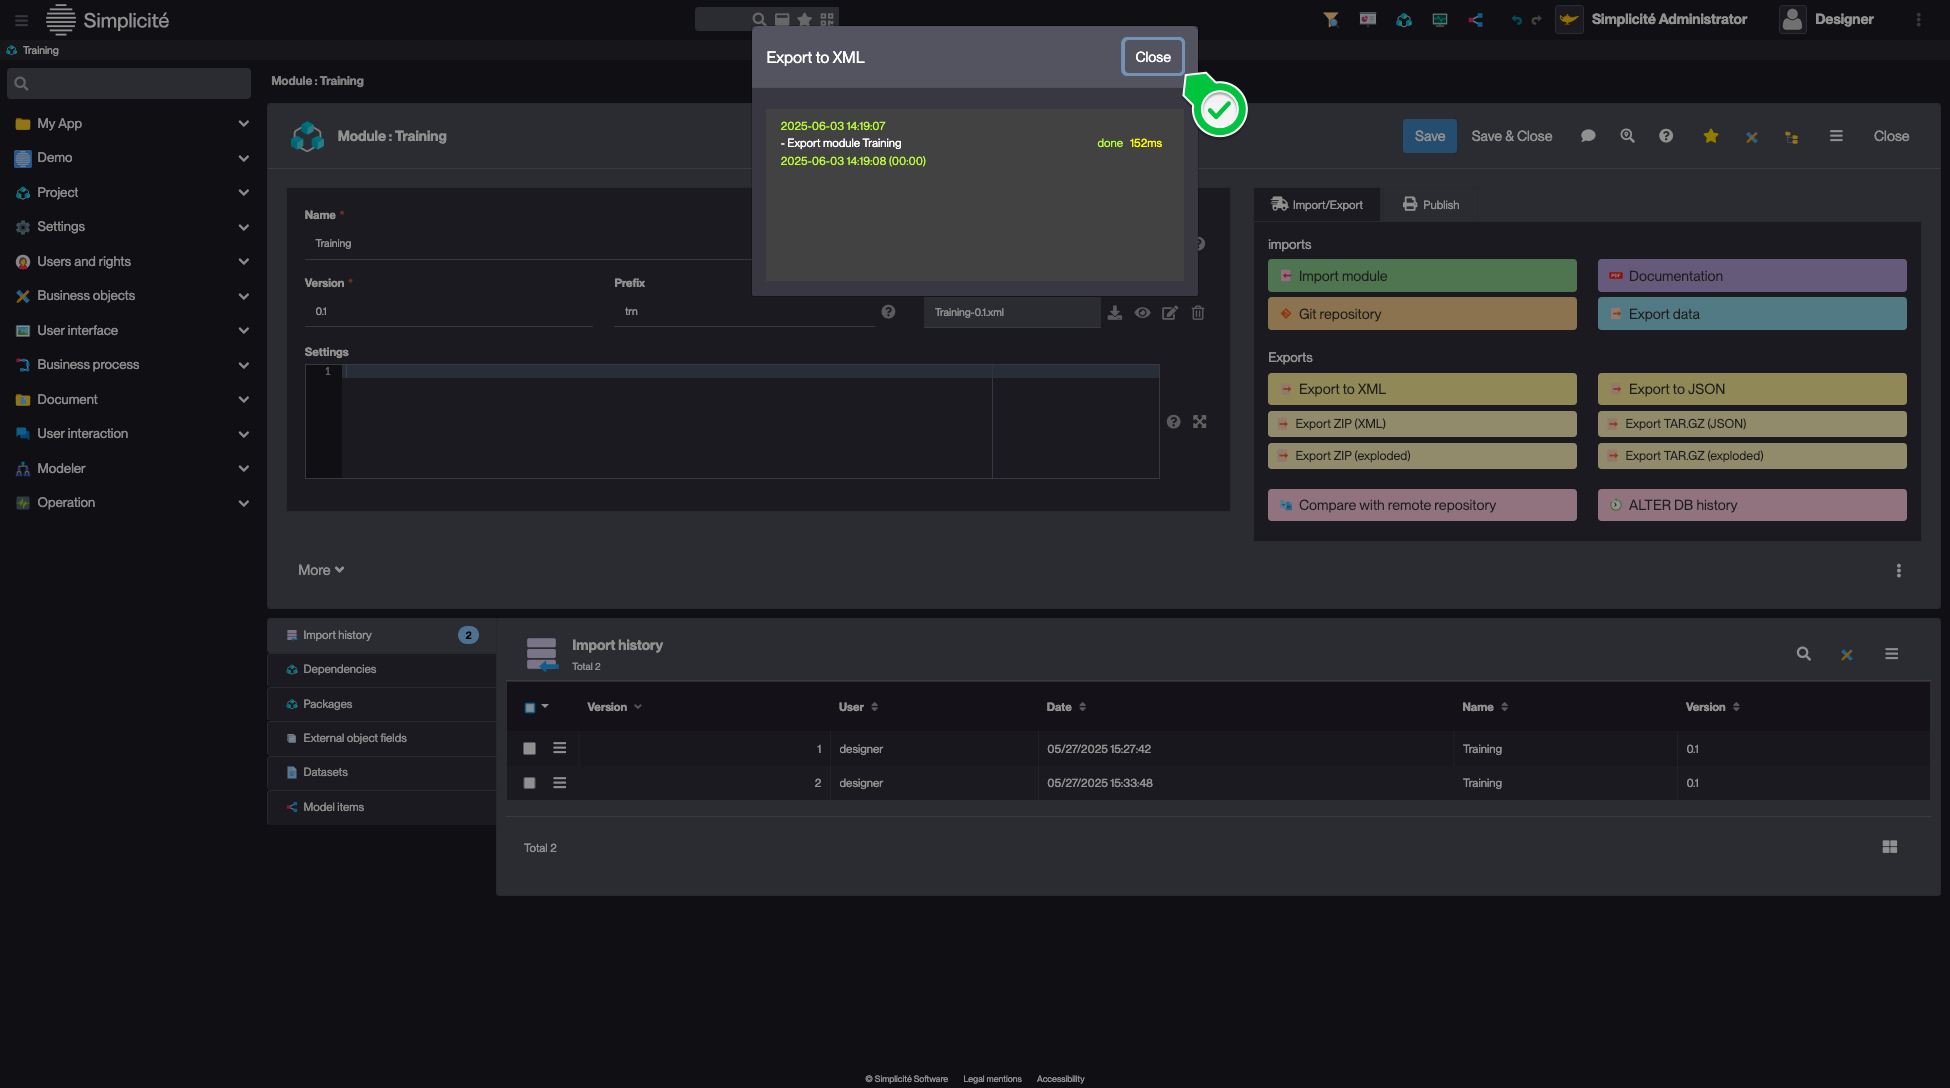 Simplicité
Simplicité Administrator
Designer
Training
Module : Training
My App
Demo
Project
Settings
Users and rights
Business objects
User interface
Business process
Document
User interaction
Modeler
Operation
Export to XML
Close
2025-06-03 14:19:07
- Export module Training done 152ms
2025-06-03 14:19:08 (00:00)
Module : Training
Save
Save & Close
Close
Name *
Training
Version *
0.1
Prefix
trn
Training-0.1.xml
Settings
1
More
Import/Export
Publish
imports
Import module
Documentation
Git repository
Export data
Exports
Export to XML
Export to JSON
Export ZIP (XML)
Export TAR.GZ (JSON)
Export ZIP (exploded)
Export TAR.GZ (exploded)
Compare with remote repository
ALTER DB history
Import history 2
Dependencies
Packages
External object fields
Datasets
Model items
Import history
Total 2
Version User Date Name Version
1 designer 05/27/2025 15:27:42 Training 0.1
2 designer 05/27/2025 15:33:48 Training 0.1
Total 2
© Simplicité Software Legal mentions Accessibility